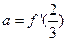 a = f '(2/3)